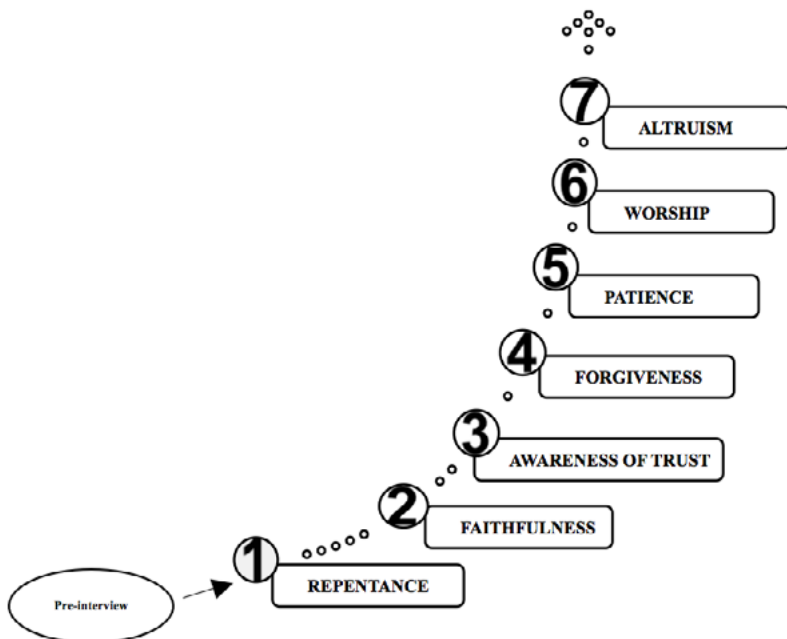 7
ALTRUISM
6
WORSHIP
5
PATIENCE
4
FORGIVENESS
3
AWARENESS OF TRUST
2
FAITHFULNESS
1
REPENTANCE
Pre-interview